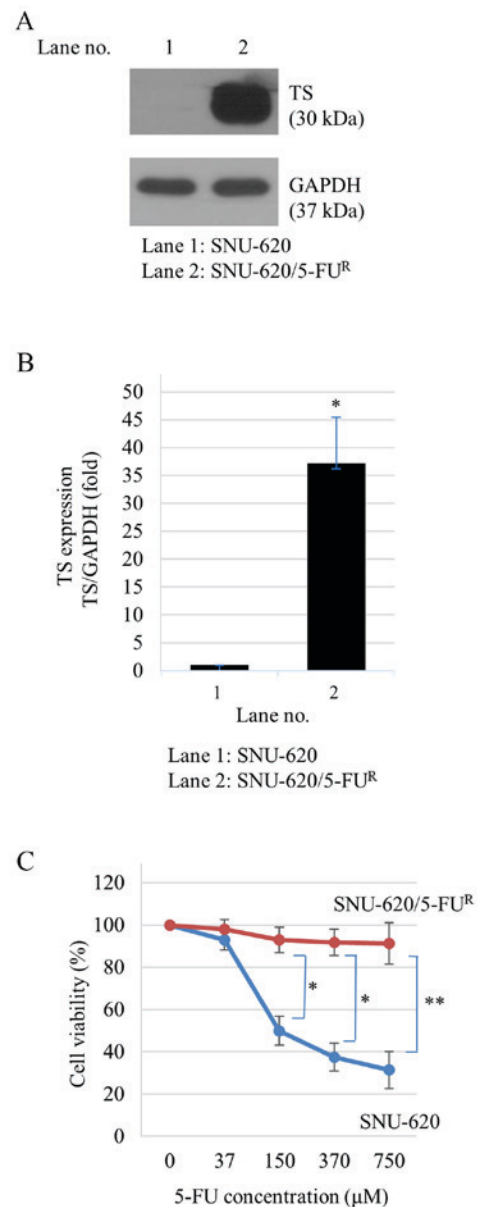 A
Lane no. 1 2
TS
(30 kDa)
GAPDH
(37 kDa)
Lane 1: SNU-620
Lane 2: SNU-620/5-FUᴿ
B
TS expression
TS/GAPDH (fold)
50
45
40
35
30
25
20
15
10
5
0
*
1 2
Lane no.
Lane 1: SNU-620
Lane 2: SNU-620/5-FUᴿ
C
Cell viability (%)
120
100
80
60
40
20
0
SNU-620/5-FUᴿ
* * **
SNU-620
0 37 150 370 750
5-FU concentration (µM)